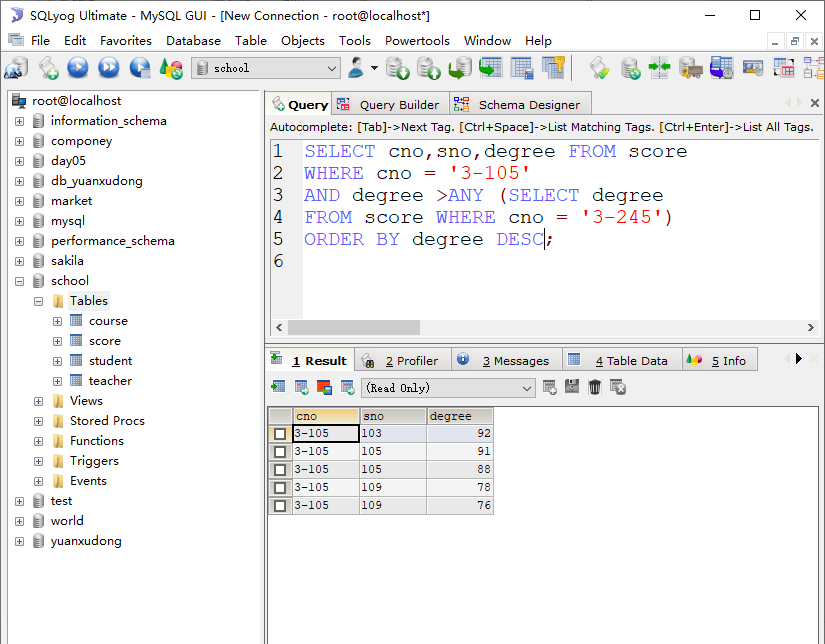 SQLyog Ultimate - MySQL GUI - [New Connection - root@localhost*]
File Edit Favorites Database Table Objects Tools Powertools Window Help
school
root@localhost
information_schema
componey
day05
db_yuanxudong
market
mysql
performance_schema
sakila
school
Tables
course
score
student
teacher
Views
Stored Procs
Functions
Triggers
Events
test
world
yuanxudong
Query Query Builder Schema Designer
Autocomplete: [Tab]->Next Tag. [Ctrl+Space]->List Matching Tags. [Ctrl+Enter]->List All Tags.
1 SELECT cno,sno,degree FROM score
2 WHERE cno = '3-105'
3 AND degree >ANY (SELECT degree
4 FROM score WHERE cno = '3-245')
5 ORDER BY degree DESC;
6
1 Result 2 Profiler 3 Messages 4 Table Data 5 Info
(Read Only)
cno sno degree
3-105 103 92
3-105 105 91
3-105 105 88
3-105 109 78
3-105 109 76